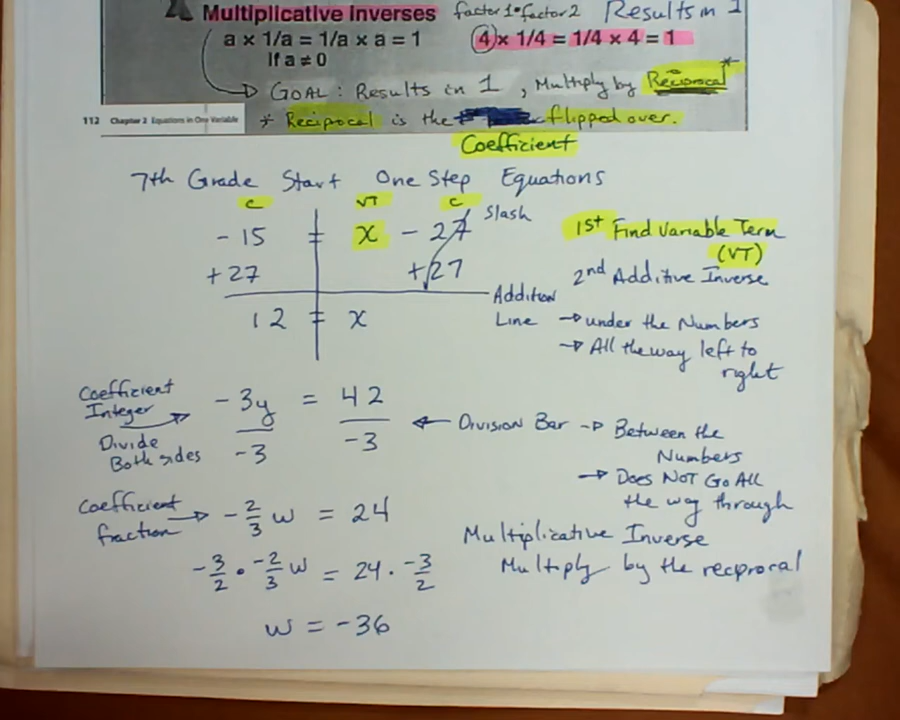 Multiplicative Inverses factor1•factor2 Results in 1
a × 1/a = 1/a × a = 1 4 × 1/4 = 1/4 × 4 = 1
If a ≠ 0
GOAL: Results in 1, Multiply by Reciprocal*
112 Chapter 2 Equations in One Variable
* Reciprocal is the flipped over.
Coefficient
7th Grade Start One Step Equations
C VT C Slash
-15 = x - 27 1st Find Variable Term
(VT)
+27 +27 2nd Additive Inverse
12 = x Addition
Line → under the Numbers
→ All the way left to
right
Coefficient
Integer → -3y = 42
Divide
Both sides -3 -3 ← Division Bar → Between the
Numbers
→ Does NOT Go All
the way through
Coefficient
fraction → -2/3 w = 24
Multiplicative Inverse
-3/2 • -2/3 w = 24 • -3/2 Multiply by the reciprocal
w = -36